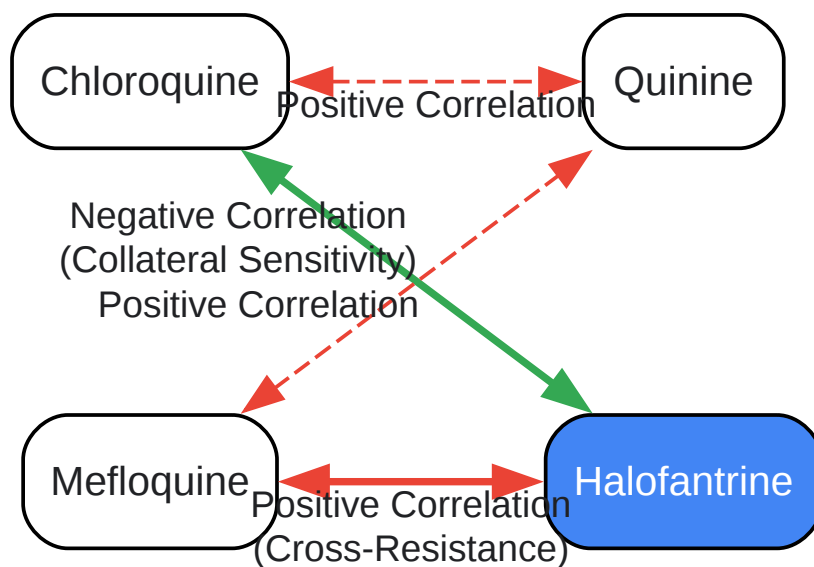 Chloroquine
Quinine
Positive Correlation
Negative Correlation
(Collateral Sensitivity)
Positive Correlation
Mefloquine
Halofantrine
Positive Correlation
(Cross-Resistance)